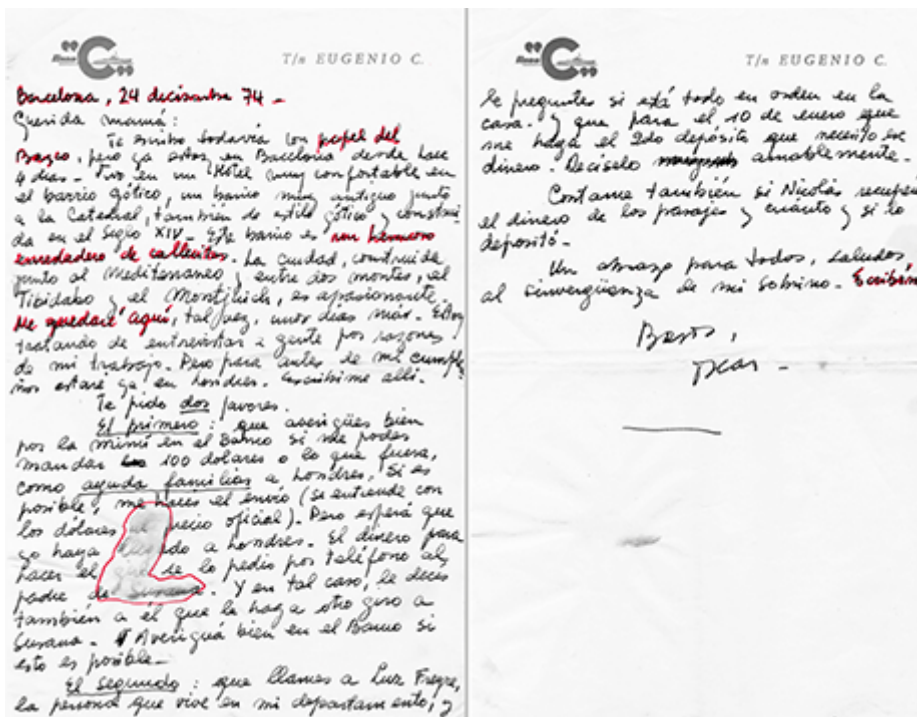 "C"
T/n EUGENIO C.
Barcelona, 24 diciembre 74 -
Querida mamá:
Te escribo todavía con papel del
Barco, pero ya estoy en Barcelona desde hace
4 días. Vivo en un Hotel muy confortable en
el barrio gótico, un barrio muy antiguo junto
a la Catedral, también de estilo gótico y construi
da en el Siglo XIV. Este barrio es un hermoso
enredadero de callecitas. La ciudad, construida
junto al Mediterraneo y entre dos montes, el
Tibidabo y el Montjuich, es apasionante.
Me quedaré aquí, tal vez, unos días más. Estoy
tratando de entrevistar a gente por razones
de mi trabajo. Pero para antes de mi cumple
ños estaré ya en Londres. Escribime allí.
Te pido dos favores.
El primero: que averigües bien
por la mimí en el Banco si me podes
mandar 100 dolares o lo que fuera,
como ayuda familiar a Londres. Si es
posible, me haces el envío (se entiende con
los dólares al precio oficial). Pero esperá que
yo haya llegado a Londres. El dinero para
hacer el giro se lo pedís por teléfono al
padre de Susana. Y en tal caso, le deces
también a él que le haga otro giro a
Susana. Averiguá bien en el Banco si
esto es posible -
El segundo: que llames a Luz Freyre,
la persona que vive en mi departamento, y
"C"
T/n EUGENIO C.
le preguntes si está todo en orden en la
casa. Y que para el 10 de enero que
me haga el 2do depósito que necesito ese
dinero. Decíselo amablemente.
Contame también si Nicolás recuperó
el dinero de los pasajes y cuánto y si lo
depositó -
Un abrazo para todos, saludos
al sinvergüenza de mi sobrino. Escribín
Besos,